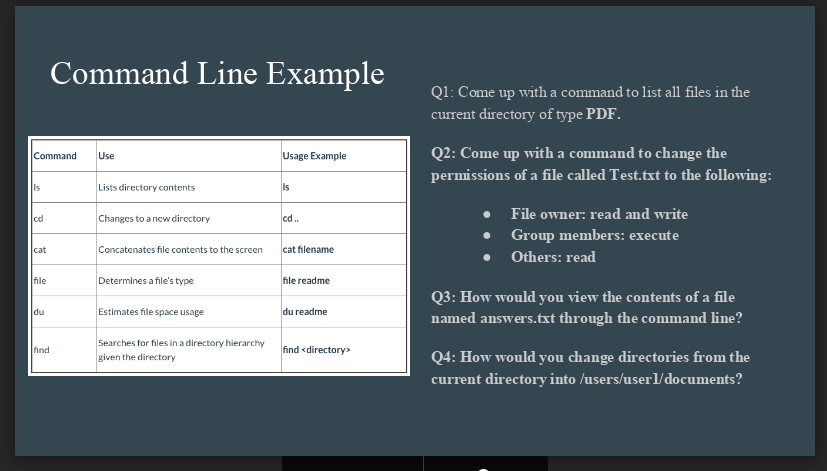 Command Line Example
Command Use Usage Example
ls Lists directory contents ls
cd Changes to a new directory cd ..
cat Concatenates file contents to the screen cat filename
file Determines a file's type file readme
du Estimates file space usage du readme
find Searches for files in a directory hierarchy
given the directory find <directory>
Q1: Come up with a command to list all files in the
current directory of type PDF.
Q2: Come up with a command to change the
permissions of a file called Test.txt to the following:
● File owner: read and write
● Group members: execute
● Others: read
Q3: How would you view the contents of a file
named answers.txt through the command line?
Q4: How would you change directories from the
current directory into /users/user1/documents?